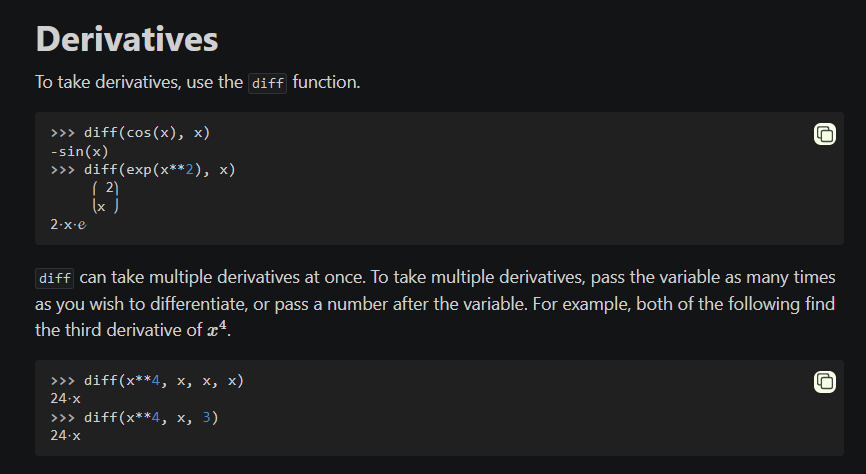 Derivatives
To take derivatives, use the diff function.
>>> diff(cos(x), x)
-sin(x)
>>> diff(exp(x**2), x)
     ⎛ 2⎞
     ⎝x ⎠
2⋅x⋅ℯ
diff can take multiple derivatives at once. To take multiple derivatives, pass the variable as many times
as you wish to differentiate, or pass a number after the variable. For example, both of the following find
the third derivative of x⁴.
>>> diff(x**4, x, x, x)
24⋅x
>>> diff(x**4, x, 3)
24⋅x